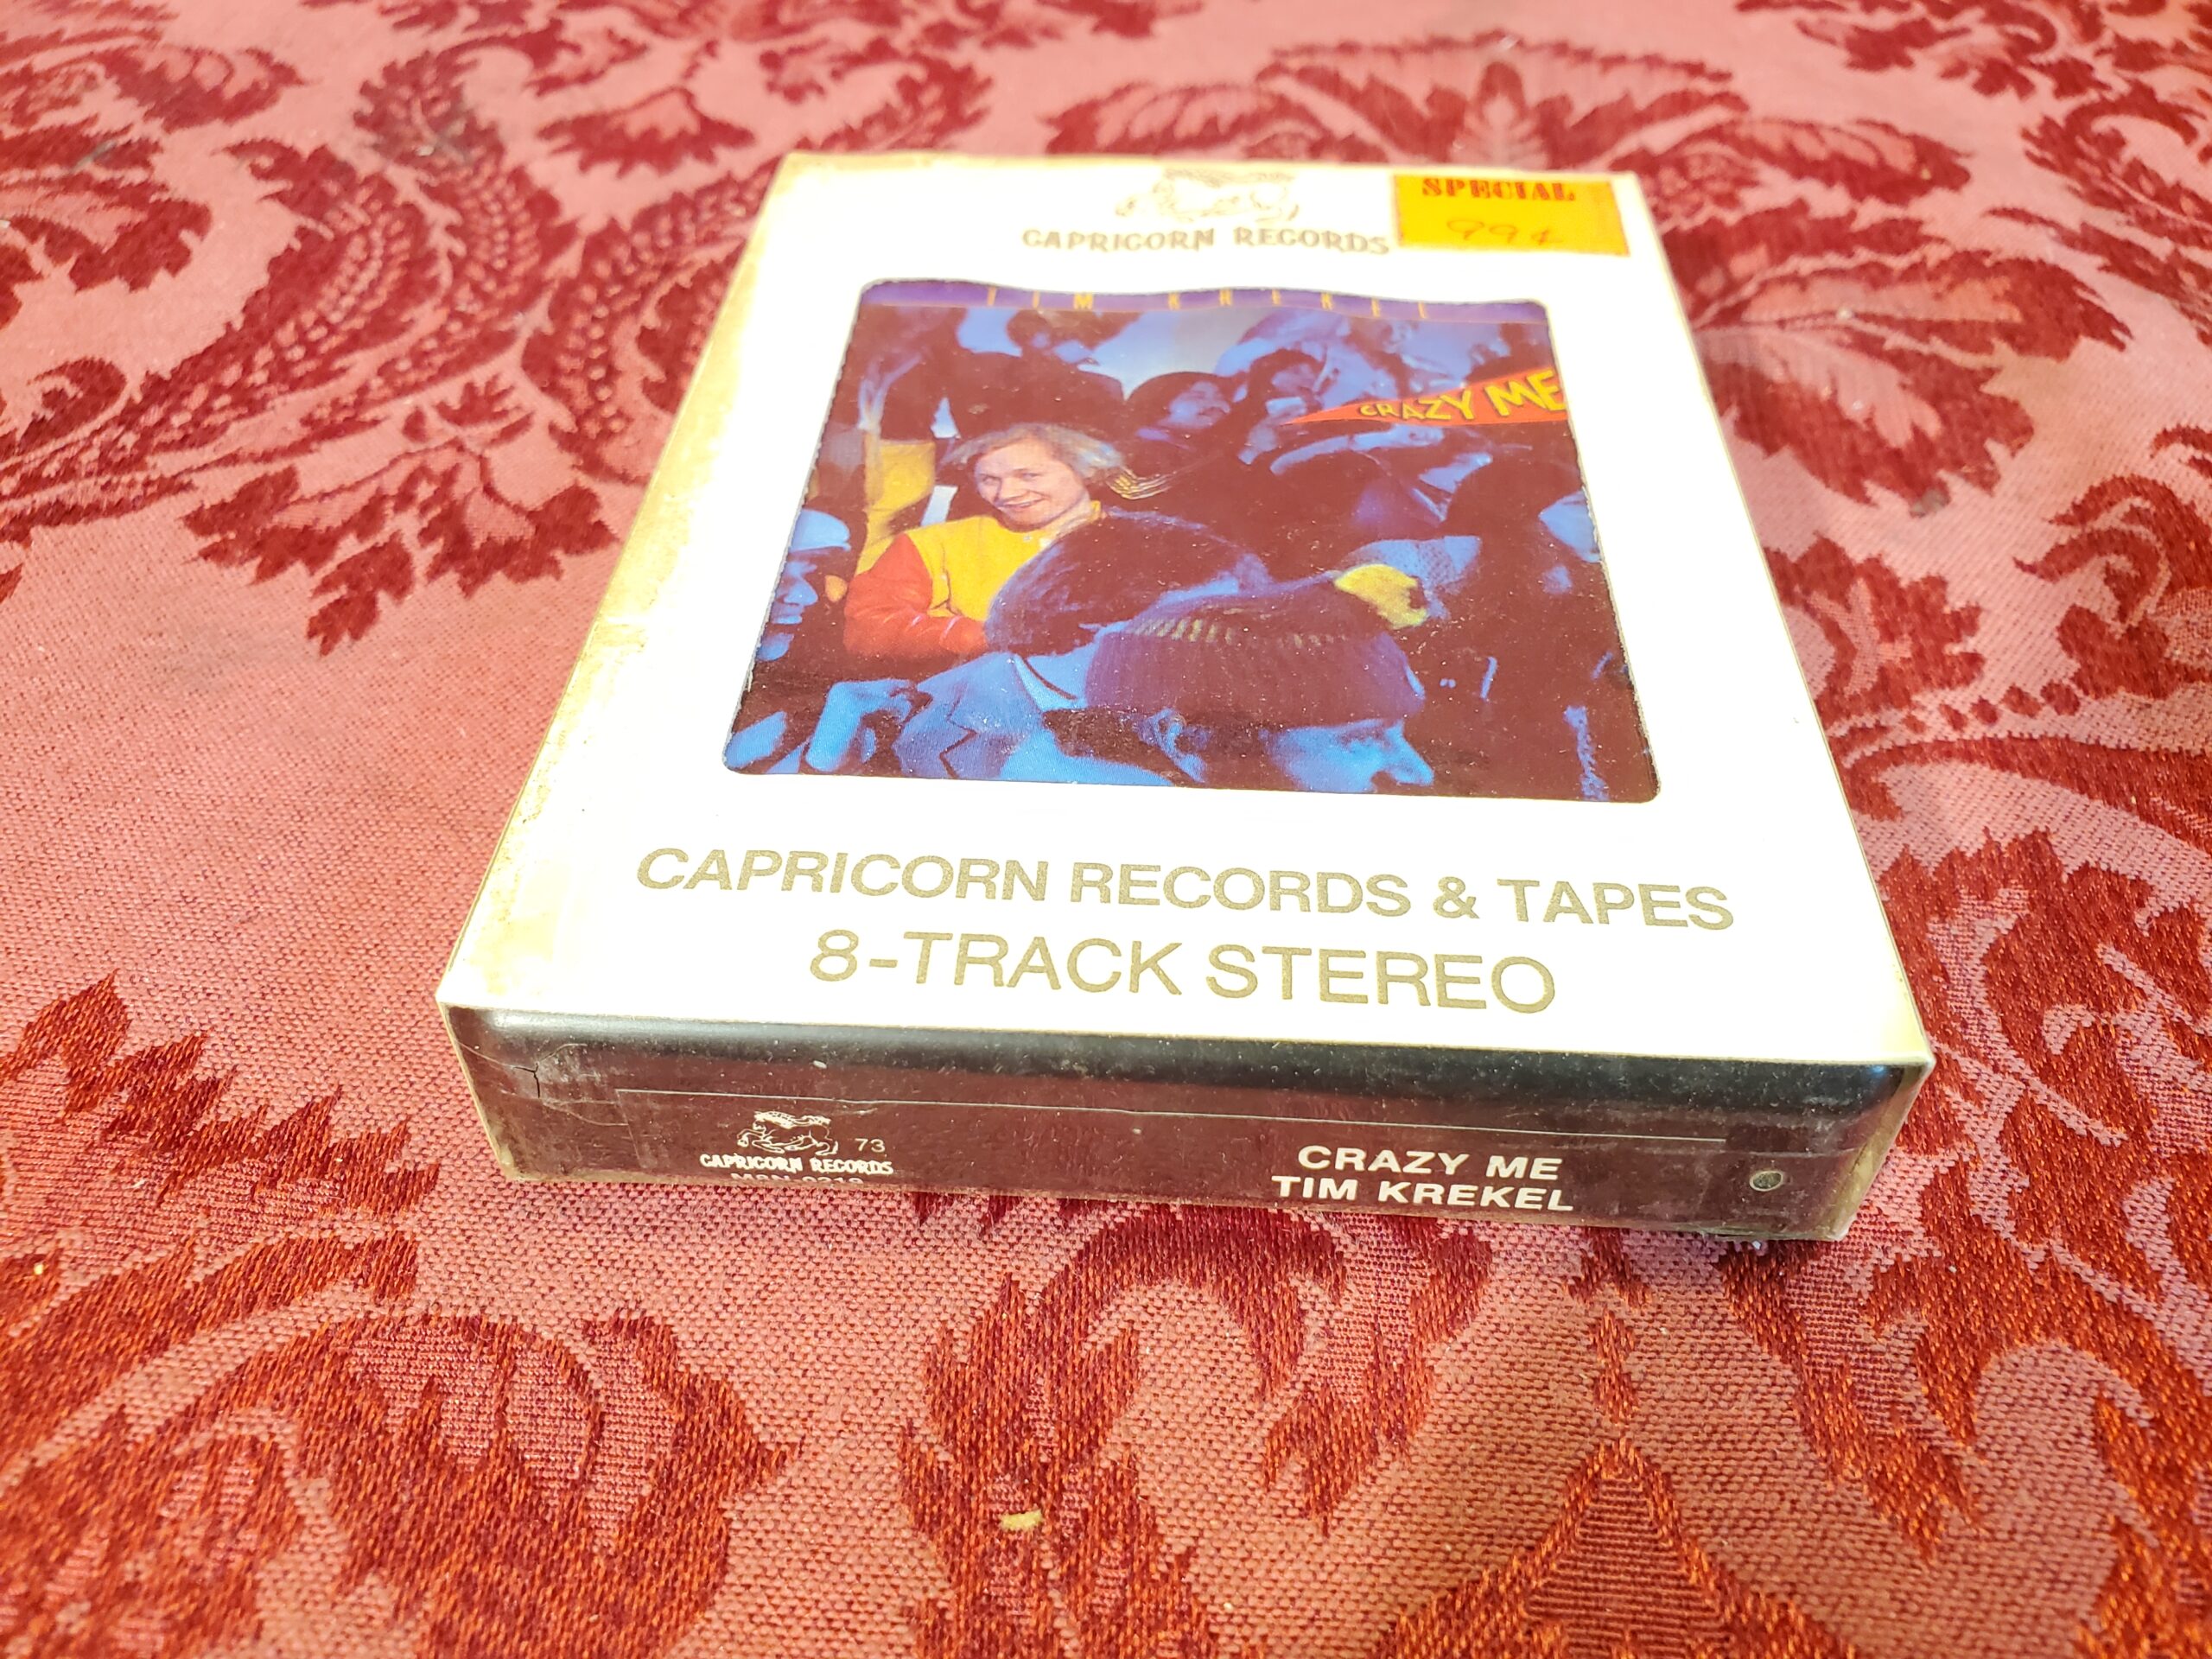 SPECIAL
99¢
CAPRICORN RECORDS
TIM KREKEL
CRAZY ME
CAPRICORN RECORDS & TAPES
8-TRACK STEREO
73
CAPRICORN RECORDS
CRAZY ME
TIM KREKEL